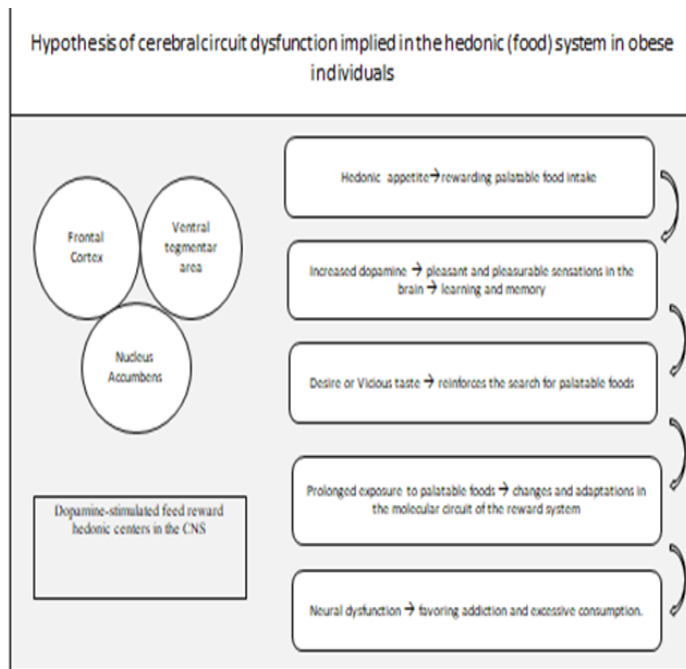 Hypothesis of cerebral circuit dysfunction implied in the hedonic (food) system in obese
individuals
Frontal
Cortex
Ventral
tegmentar
area
Nucleus
Accumbens
Dopamine-stimulated feed reward
hedonic centers in the CNS
Hedonic appetite→rewarding palatable food intake
Increased dopamine → pleasant and pleasurable sensations in the
brain → learning and memory
Desire or Vicious taste → reinforces the search for palatable foods
Prolonged exposure to palatable foods → changes and adaptations in
the molecular circuit of the reward system
Neural dysfunction → favoring addiction and excessive consumption.